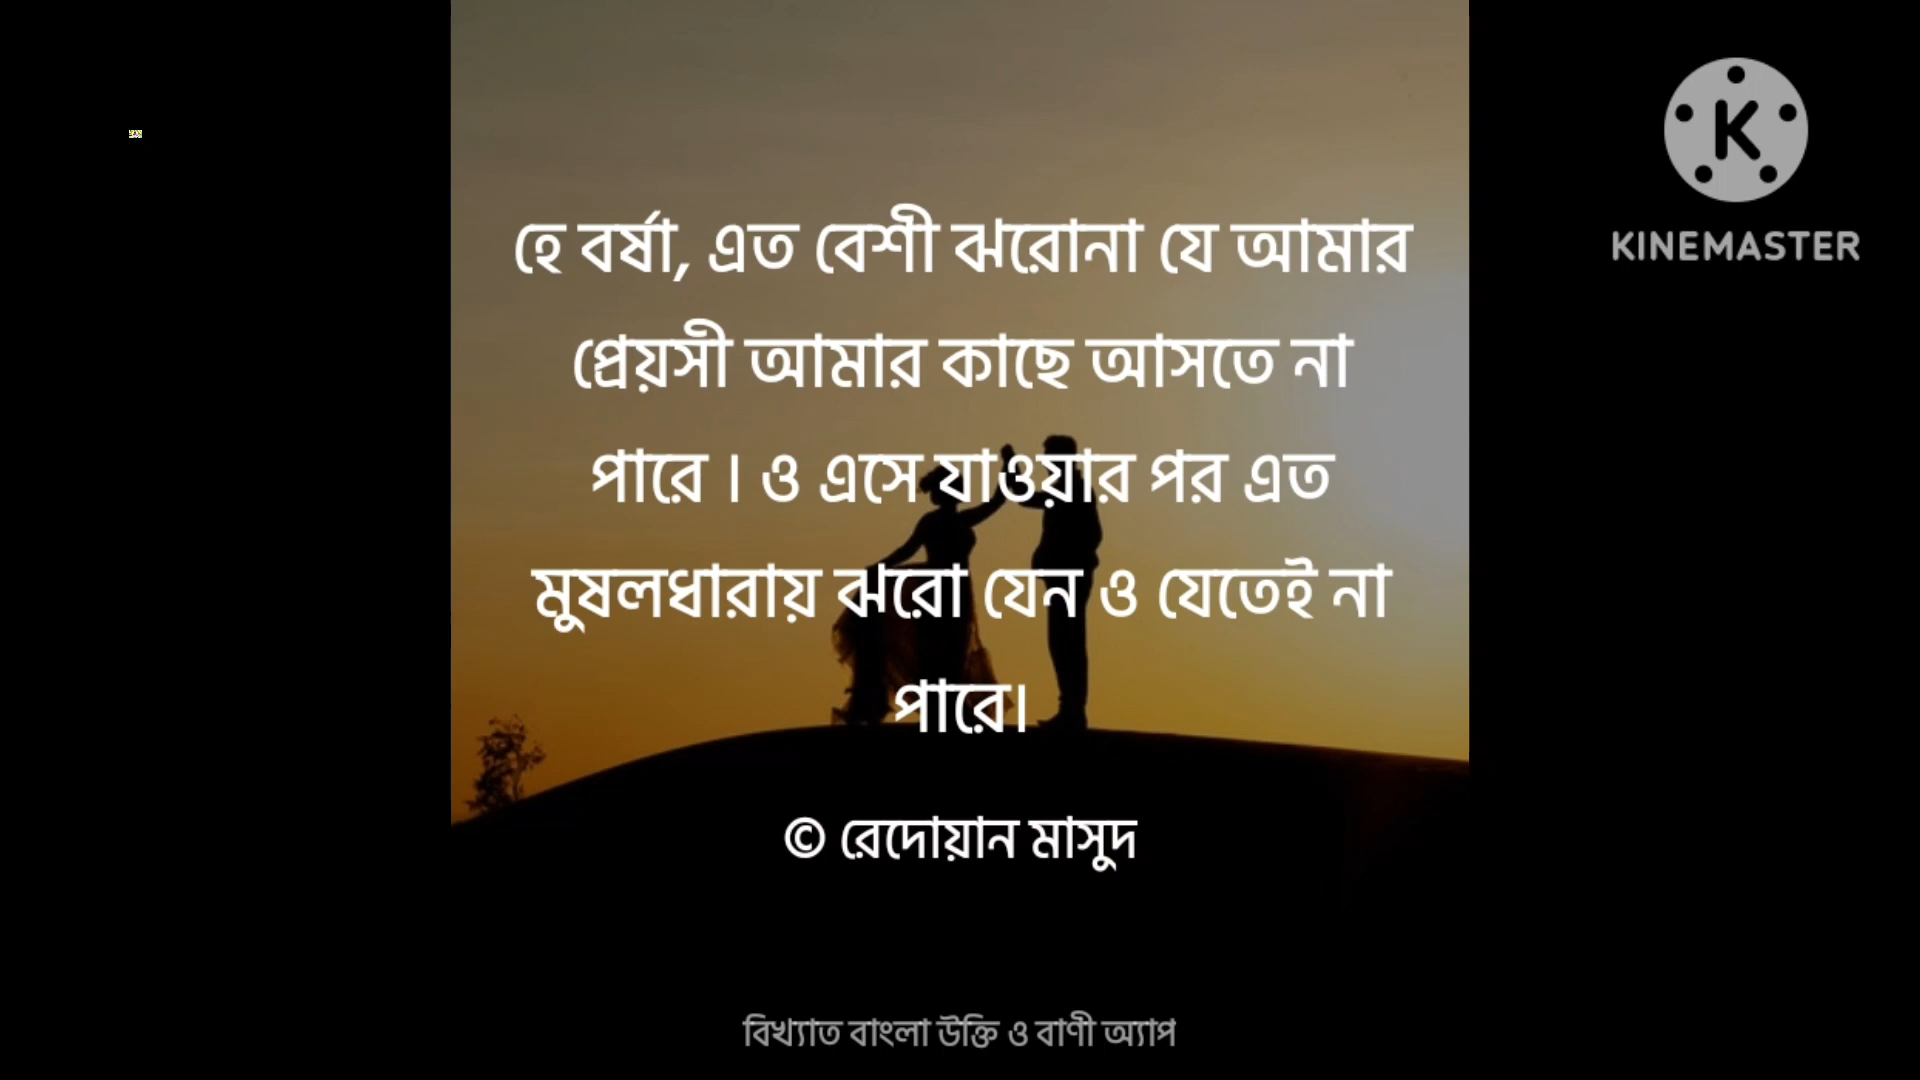 হে বর্ষা, এত বেশী ঝরোনা যে আমার
প্রেয়সী আমার কাছে আসতে না
পারে । ও এসে যাওয়ার পর এত
মুষলধারায় ঝরো যেন ও যেতেই না
পারে।
© রেদোয়ান মাসুদ
বিখ্যাত বাংলা উক্তি ও বাণী অ্যাপ
K
KINEMASTER